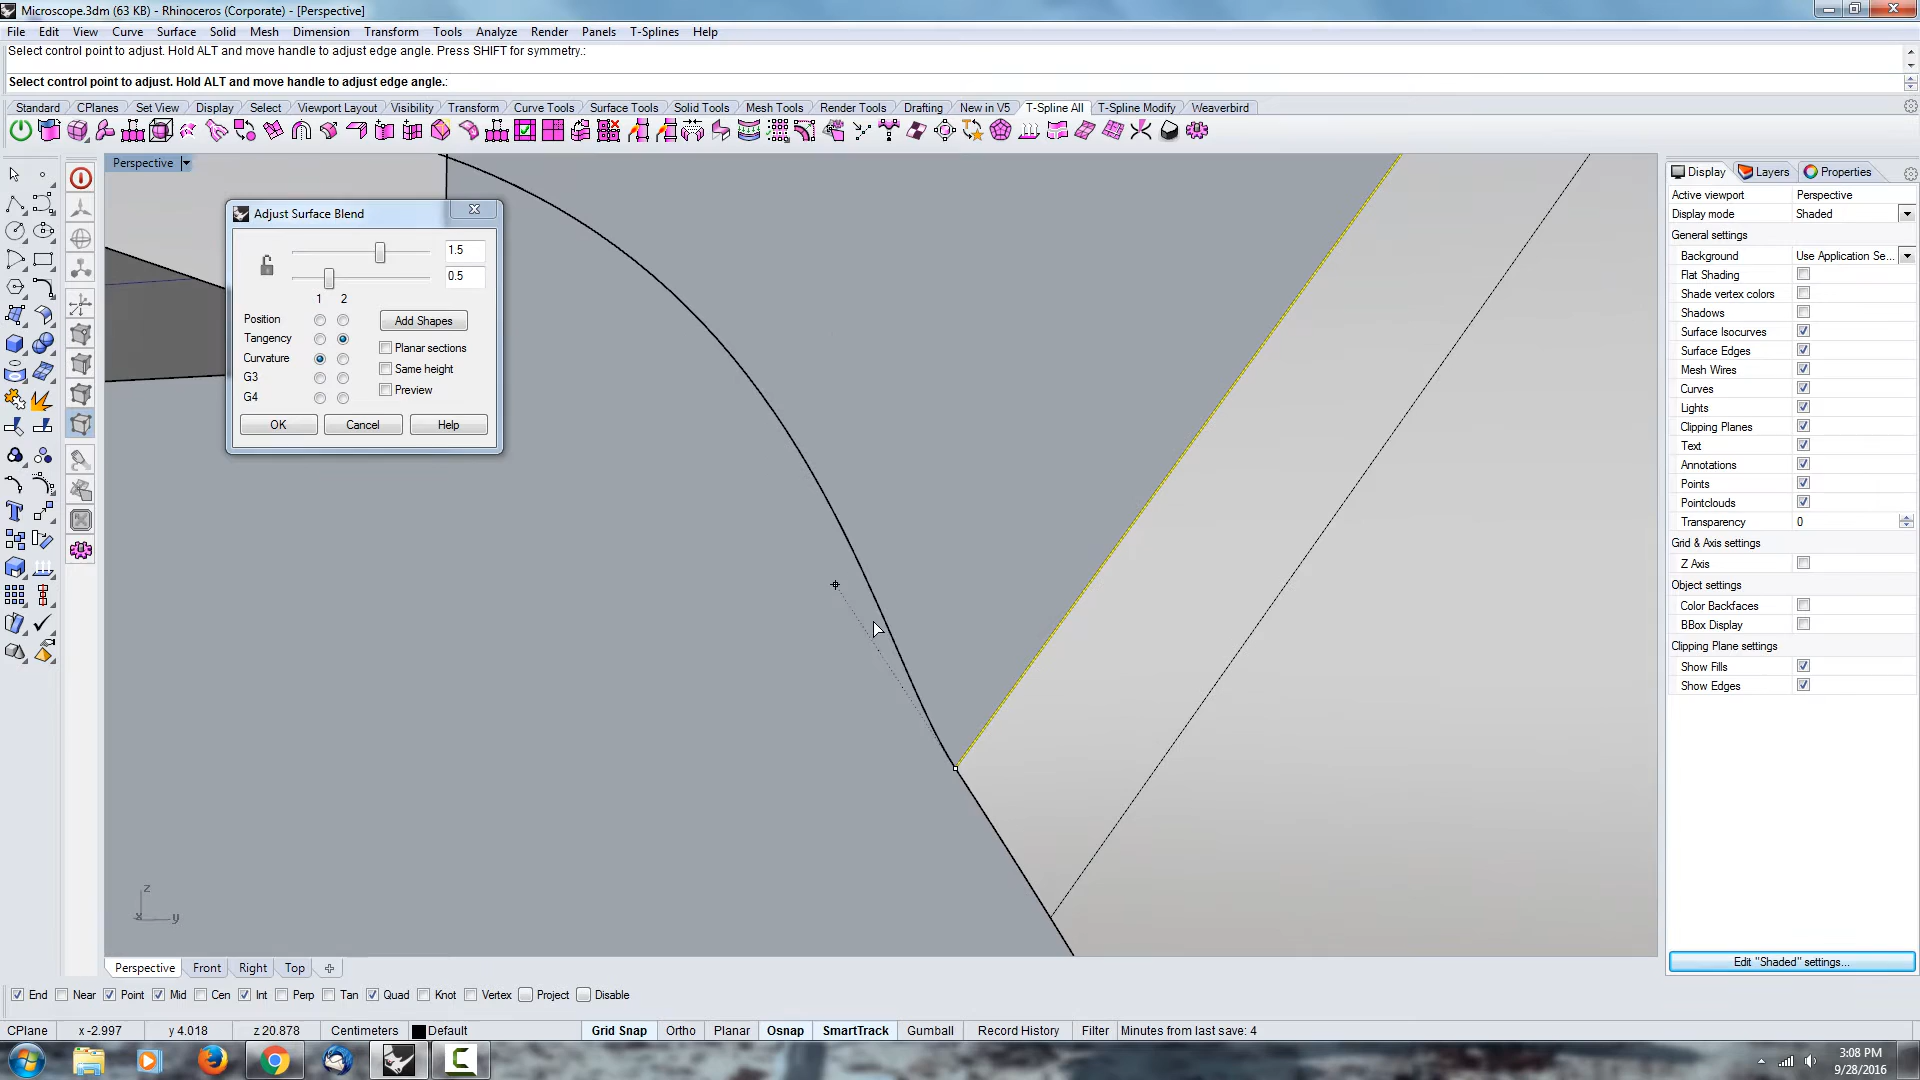 Microscope.3dm (63 KB) - Rhinoceros (Corporate) - [Perspective]
File Edit View Curve Surface Solid Mesh Dimension Transform Tools Analyze Render Panels T-Splines Help
Select control point to adjust. Hold ALT and move handle to adjust edge angle. Press SHIFT for symmetry.:
Select control point to adjust. Hold ALT and move handle to adjust edge angle.:
Standard CPlanes Set View Display Select Viewport Layout Visibility Transform Curve Tools Surface Tools Solid Tools Mesh Tools Render Tools Drafting New in V5 T-Spline All T-Spline Modify Weaverbird
Perspective
Adjust Surface Blend
1.5
0.5
1 2
Position
Add Shapes
Tangency
Planar sections
Curvature
Same height
G3
Preview
G4
OK Cancel Help
z
x y
Display Layers Properties
Active viewport Perspective
Display mode Shaded
General settings
Background Use Application Se...
Flat Shading
Shade vertex colors
Shadows
Surface Isocurves
Surface Edges
Mesh Wires
Curves
Lights
Clipping Planes
Text
Annotations
Points
Pointclouds
Transparency 0
Grid & Axis settings
Z Axis
Object settings
Color Backfaces
BBox Display
Clipping Plane settings
Show Fills
Show Edges
Edit "Shaded" settings...
Perspective Front Right Top
End Near Point Mid Cen Int Perp Tan Quad Knot Vertex Project Disable
CPlane x -2.997 y 4.018 z 20.878 Centimeters Default Grid Snap Ortho Planar Osnap SmartTrack Gumball Record History Filter Minutes from last save: 4
3:08 PM
9/28/2016